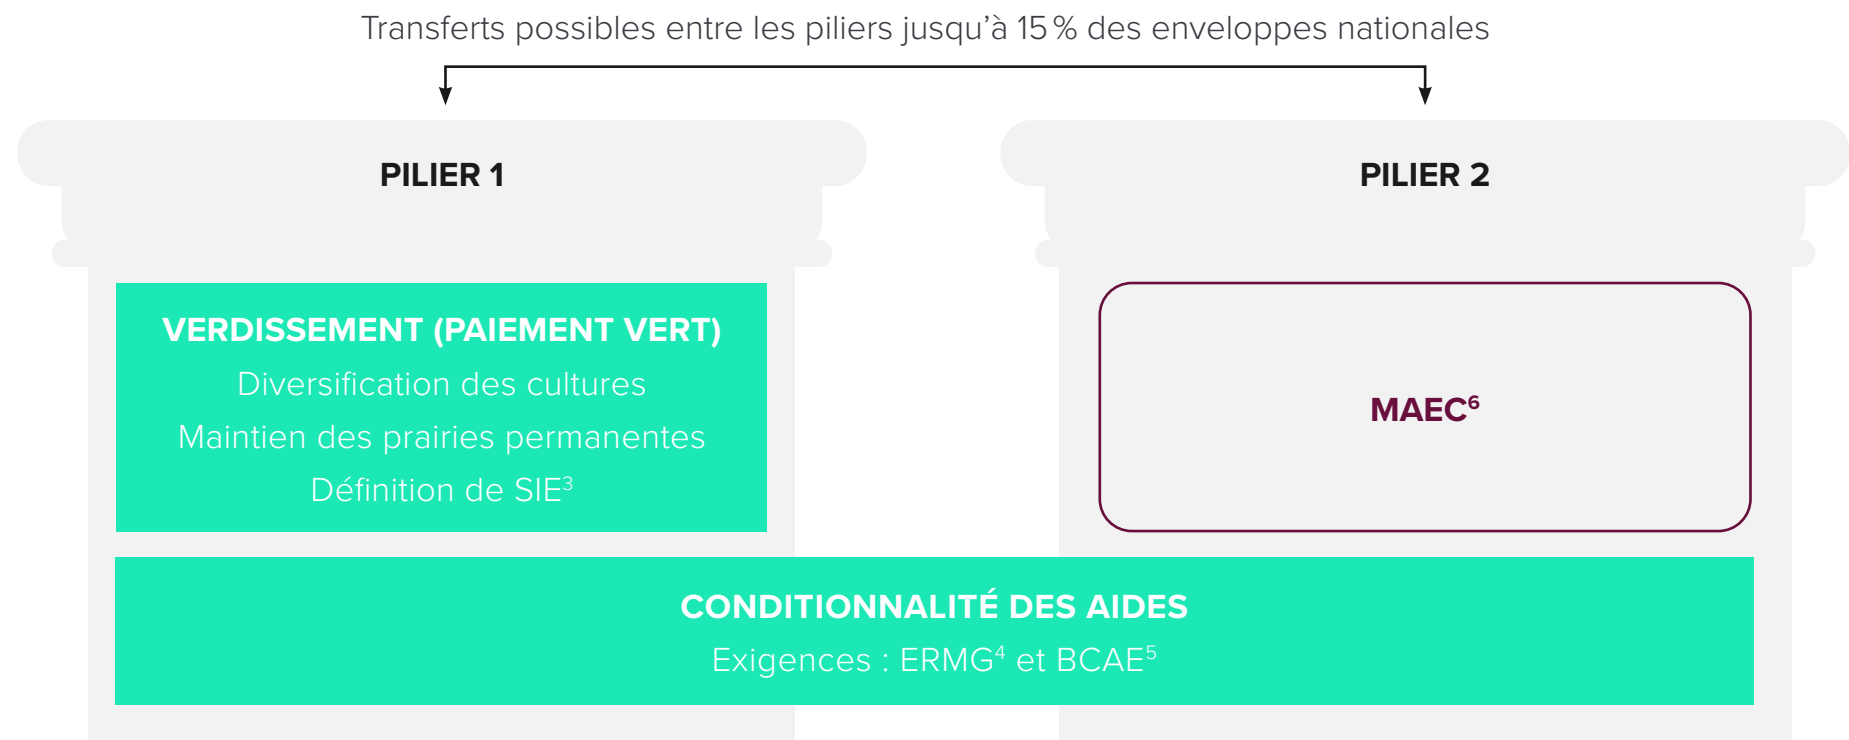 Transferts possibles entre les piliers jusqu’à 15 % des enveloppes nationales
PILIER 1
PILIER 2
VERDISSEMENT (PAIEMENT VERT)
Diversification des cultures
Maintien des prairies permanentes
Définition de SIE³
MAEC⁶
CONDITIONNALITÉ DES AIDES
Exigences : ERMG⁴ et BCAE⁵